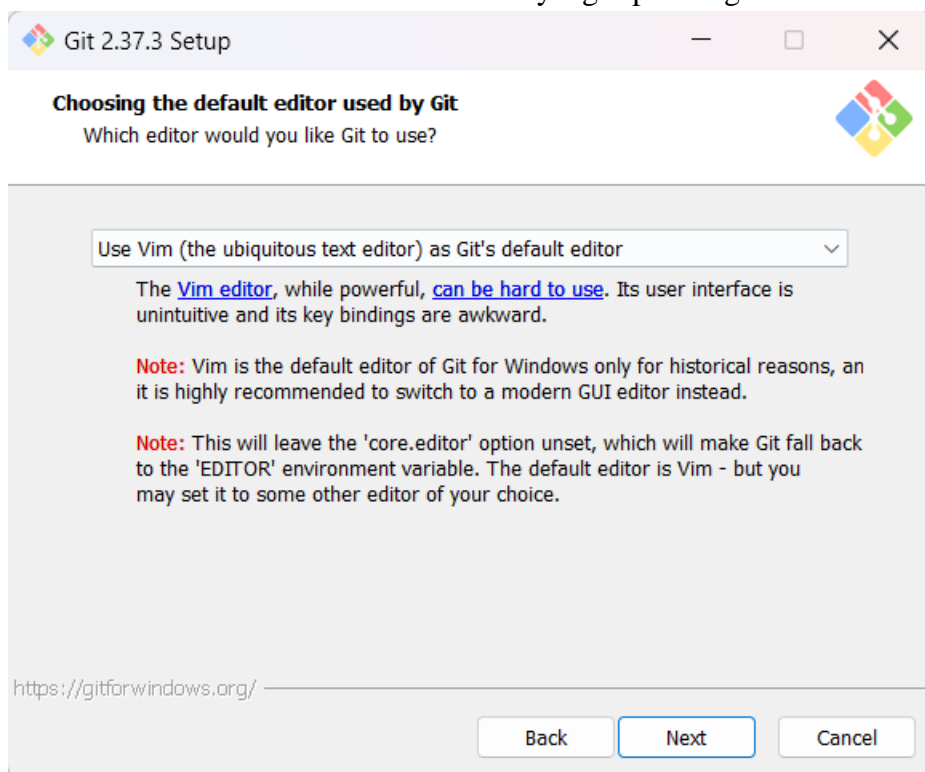 Git 2.37.3 Setup
Choosing the default editor used by Git
Which editor would you like Git to use?
Use Vim (the ubiquitous text editor) as Git's default editor
The Vim editor, while powerful, can be hard to use. Its user interface is
unintuitive and its key bindings are awkward.
Note: Vim is the default editor of Git for Windows only for historical reasons, an
it is highly recommended to switch to a modern GUI editor instead.
Note: This will leave the 'core.editor' option unset, which will make Git fall back
to the 'EDITOR' environment variable. The default editor is Vim - but you
may set it to some other editor of your choice.
https://gitforwindows.org/
Back Next Cancel